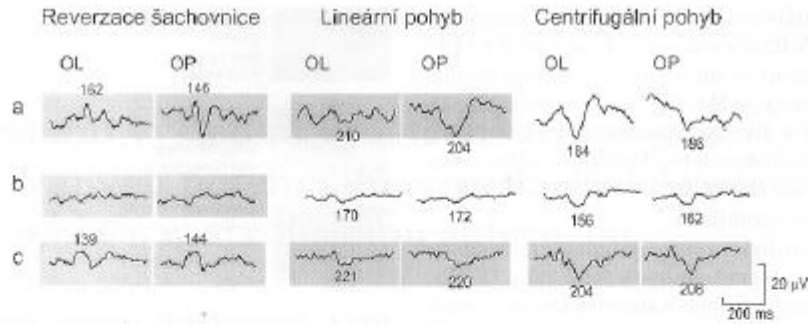 Reverzace šachovnice Lineární pohyb Centrifugální pohyb
OL OP OL OP OL OP
162 146
a
210 204 184 196
b
170 172 156 162
139 144
c
221 220 204 206
20 μV
200 ms